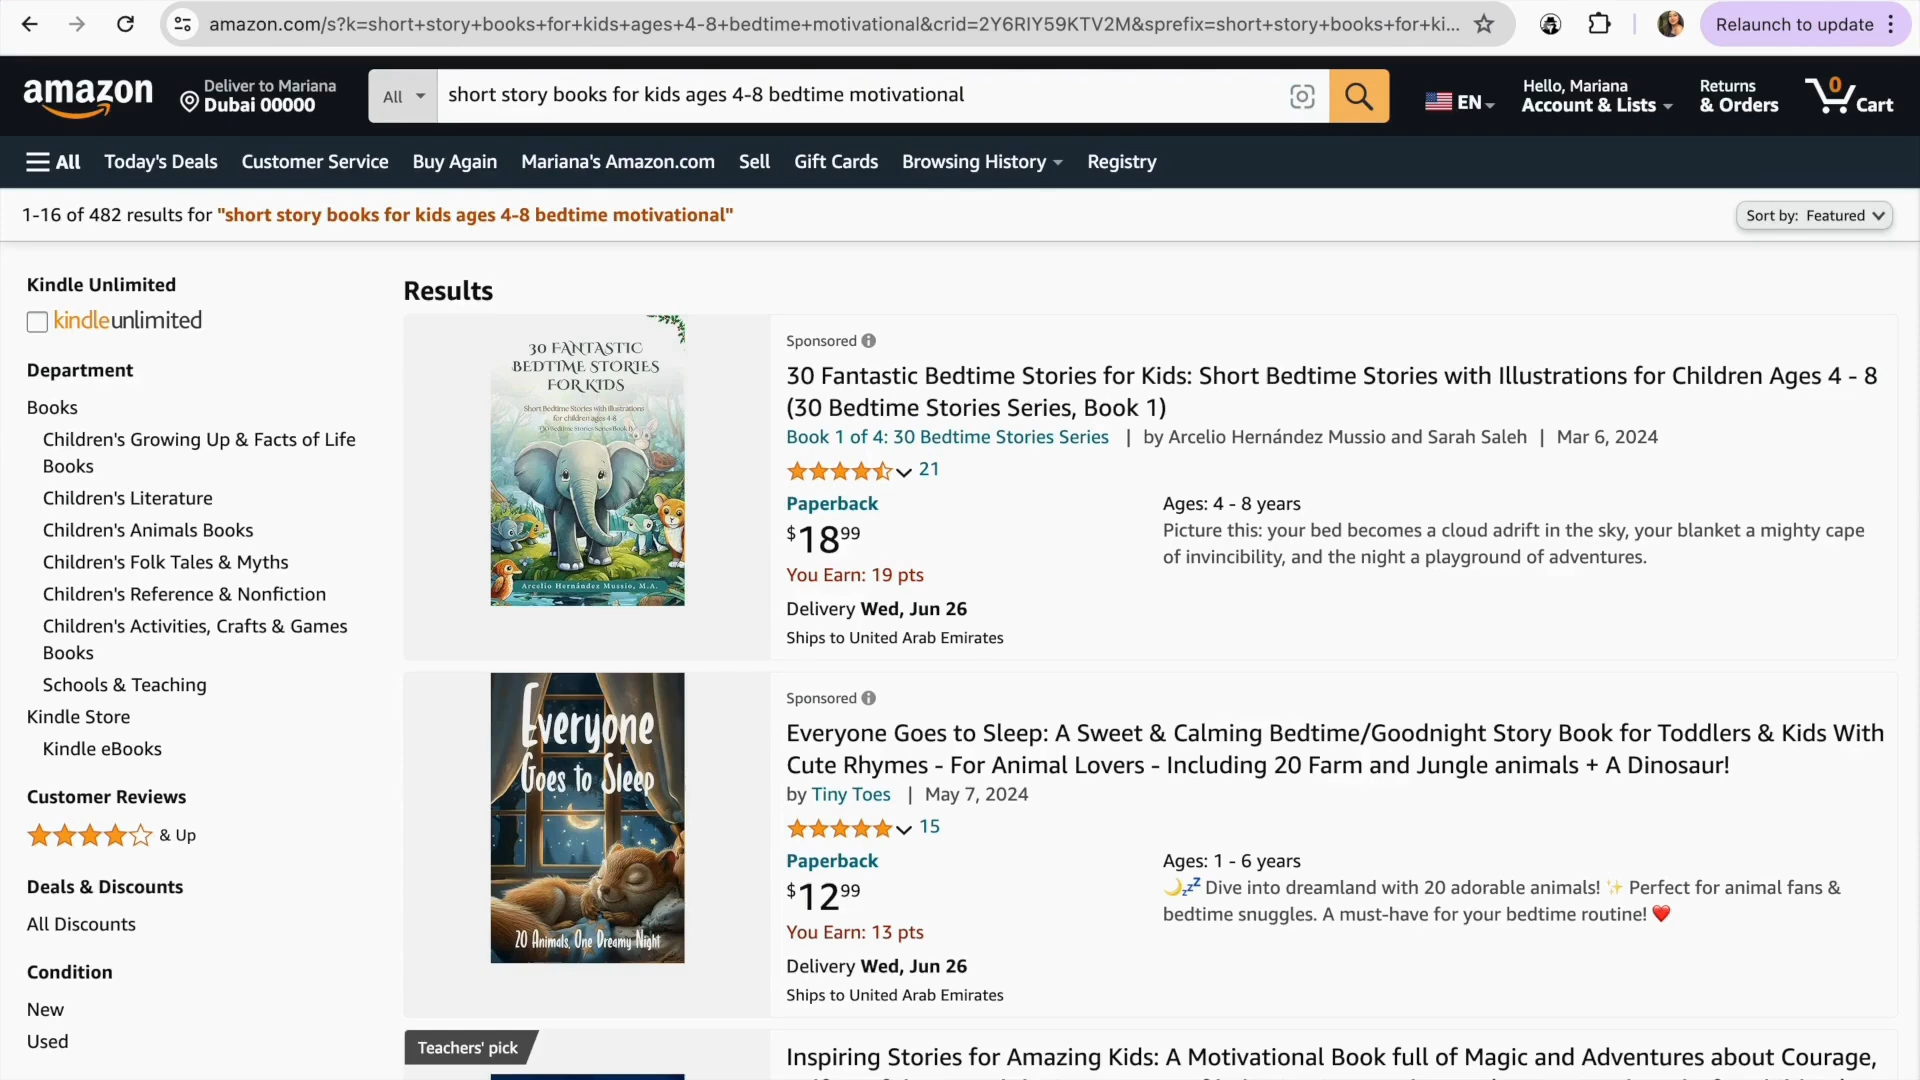 amazon.com/s?k=short+story+books+for+kids+ages+4-8+bedtime+motivational&crid=2Y6RIY59KTV2M&sprefix=short+story+books+for+ki...
Relaunch to update
amazon
Deliver to Mariana
Dubai 00000
All
short story books for kids ages 4-8 bedtime motivational
EN
Hello, Mariana
Account & Lists
Returns
& Orders
0
Cart
All
Today's Deals
Customer Service
Buy Again
Mariana's Amazon.com
Sell
Gift Cards
Browsing History
Registry
1-16 of 482 results for "short story books for kids ages 4-8 bedtime motivational"
Sort by: Featured
Kindle Unlimited
kindleunlimited
Department
Books
Children's Growing Up & Facts of Life
Books
Children's Literature
Children's Animals Books
Children's Folk Tales & Myths
Children's Reference & Nonfiction
Children's Activities, Crafts & Games
Books
Schools & Teaching
Kindle Store
Kindle eBooks
Customer Reviews
& Up
Deals & Discounts
All Discounts
Condition
New
Used
Results
30 FANTASTIC
BEDTIME STORIES
FOR KIDS
Short Bedtime Stories with illustrations
for children ages 4-8
Arcelio Hernández Mussio, M.A.
Sponsored
30 Fantastic Bedtime Stories for Kids: Short Bedtime Stories with Illustrations for Children Ages 4 - 8
(30 Bedtime Stories Series, Book 1)
Book 1 of 4: 30 Bedtime Stories Series | by Arcelio Hernández Mussio and Sarah Saleh | Mar 6, 2024
21
Paperback
$1899
You Earn: 19 pts
Delivery Wed, Jun 26
Ships to United Arab Emirates
Ages: 4 - 8 years
Picture this: your bed becomes a cloud adrift in the sky, your blanket a mighty cape
of invincibility, and the night a playground of adventures.
Everyone
Goes to Sleep
20 Animals, One Dreamy Night
Sponsored
Everyone Goes to Sleep: A Sweet & Calming Bedtime/Goodnight Story Book for Toddlers & Kids With
Cute Rhymes - For Animal Lovers - Including 20 Farm and Jungle animals + A Dinosaur!
by Tiny Toes | May 7, 2024
15
Paperback
$1299
You Earn: 13 pts
Delivery Wed, Jun 26
Ships to United Arab Emirates
Ages: 1 - 6 years
🌙💤 Dive into dreamland with 20 adorable animals! ✨ Perfect for animal fans &
bedtime snuggles. A must-have for your bedtime routine! ❤️
Teachers' pick
Inspiring Stories for Amazing Kids: A Motivational Book full of Magic and Adventures about Courage,